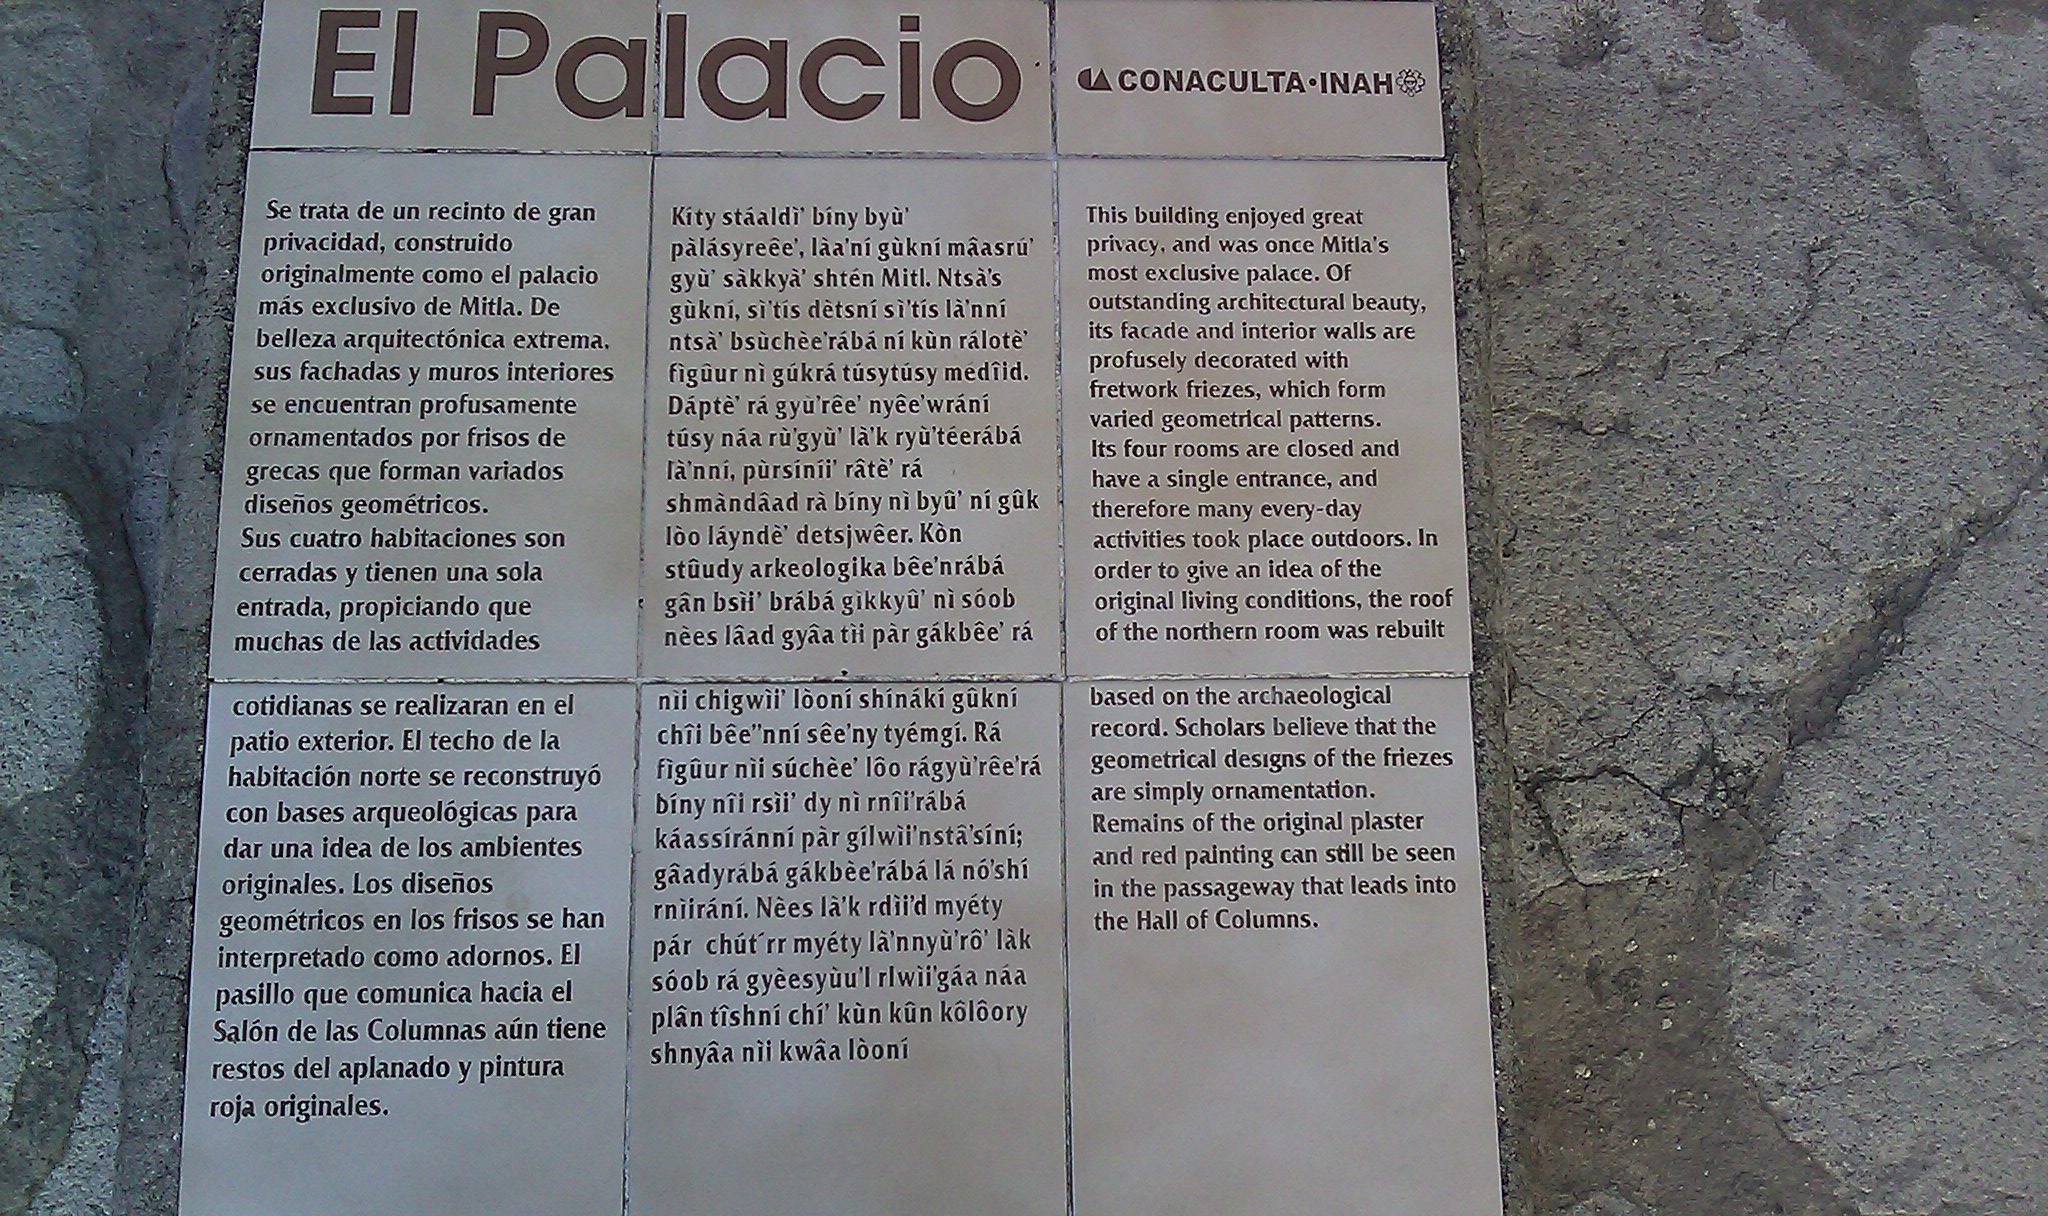 El Palacio
CONACULTA•INAH
Se trata de un recinto de gran
privacidad, construido
originalmente como el palacio
más exclusivo de Mitla. De
belleza arquitectónica extrema,
sus fachadas y muros interiores
se encuentran profusamente
ornamentados por frisos de
grecas que forman variados
diseños geométricos.
Sus cuatro habitaciones son
cerradas y tienen una sola
entrada, propiciando que
muchas de las actividades
cotidianas se realizaran en el
patio exterior. El techo de la
habitación norte se reconstruyó
con bases arqueológicas para
dar una idea de los ambientes
originales. Los diseños
geométricos en los frisos se han
interpretado como adornos. El
pasillo que comunica hacia el
Salón de las Columnas aún tiene
restos del aplanado y pintura
roja originales.
Kíty stáaldì' bíny byù'
pàlásyreêe', làa'ní gùkní mâasrú'
gyù' sàkkyà' shtén Mitl. Ntsà's
gùkní, sì'tís dêtsní sì'tís là'nní
ntsà' bsùchèe'rábá ní kùn rálotè'
fìgûur nì gúkrá túsytúsy medîid.
Dáptè' rá gyù'rêe' nyêe'wrání
túsy náa rù'gyù' là'k ryù'téerábá
là'nní, pùrsíníi' râtè' rá
shmàndâad rà bíny nì byû' ní gûk
lòo láyndè' detsjwêer. Kòn
stûudy arkeologika bêe'nrábá
gân bsìi' brábá gìkkyû' nì sóob
nèes lâad gyâa tìi pàr gákbêe' rá
nìi chigwìi' lòoní shínákí gûkní
chîi bêe''nní sêe'ny tyémgí. Rá
fìgûur nìi súchèe' lôo rágyù'rêe'rá
bíny nîi rsìi' dy nì rnîi'rábá
káassíránní pàr gílwìi'nstâ'síní;
gâadyrábá gákbèe'rábá lá nó'shí
rnìirání. Nèes là'k rdìi'd myéty
pár chút´rr myéty là'nnyù'rô' làk
sóob rá gyèesyùu'l rlwìi'gáa náa
plân tîshní chí' kùn kûn kôlôory
shnyâa nìi kwâa lòoní
This building enjoyed great
privacy, and was once Mitla's
most exclusive palace. Of
outstanding architectural beauty,
its facade and interior walls are
profusely decorated with
fretwork friezes, which form
varied geometrical patterns.
Its four rooms are closed and
have a single entrance, and
therefore many every-day
activities took place outdoors. In
order to give an idea of the
original living conditions, the roof
of the northern room was rebuilt
based on the archaeological
record. Scholars believe that the
geometrical designs of the friezes
are simply ornamentation.
Remains of the original plaster
and red painting can still be seen
in the passageway that leads into
the Hall of Columns.